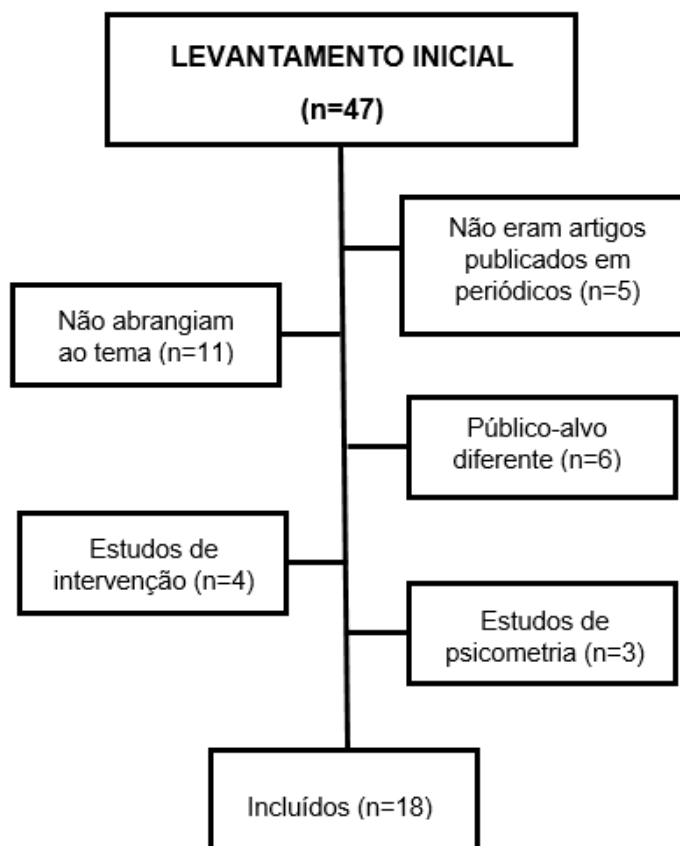 LEVANTAMENTO INICIAL
(n=47)
Não eram artigos
publicados em
periódicos (n=5)
Não abrangiam
ao tema (n=11)
Público-alvo
diferente (n=6)
Estudos de
intervenção (n=4)
Estudos de
psicometria (n=3)
Incluídos (n=18)